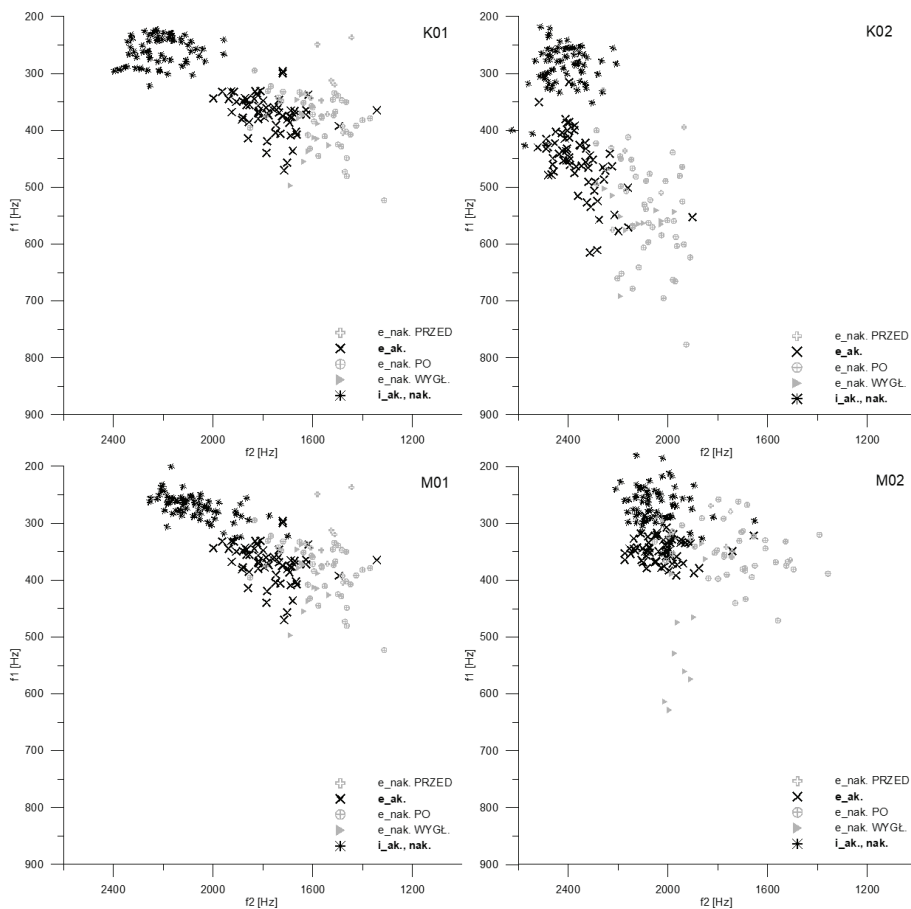 K01
200
300
400
500
600
700
800
900
f1 [Hz]
2400 2000 1600 1200
f2 [Hz]
e_nak. PRZED
e_ak.
e_nak. PO
e_nak. WYGŁ.
i_ak., nak.
K02
200
300
400
500
600
700
800
900
f1 [Hz]
2400 2000 1600 1200
f2 [Hz]
e_nak. PRZED
e_ak.
e_nak. PO
e_nak. WYGŁ.
i_ak., nak.
M01
200
300
400
500
600
700
800
900
f1 [Hz]
2400 2000 1600 1200
f2 [Hz]
e_nak. PRZED
e_ak.
e_nak. PO
e_nak. WYGŁ.
i_ak., nak.
M02
200
300
400
500
600
700
800
900
f1 [Hz]
2400 2000 1600 1200
f2 [Hz]
e_nak. PRZED
e_ak.
e_nak. PO
e_nak. WYGŁ.
i_ak., nak.